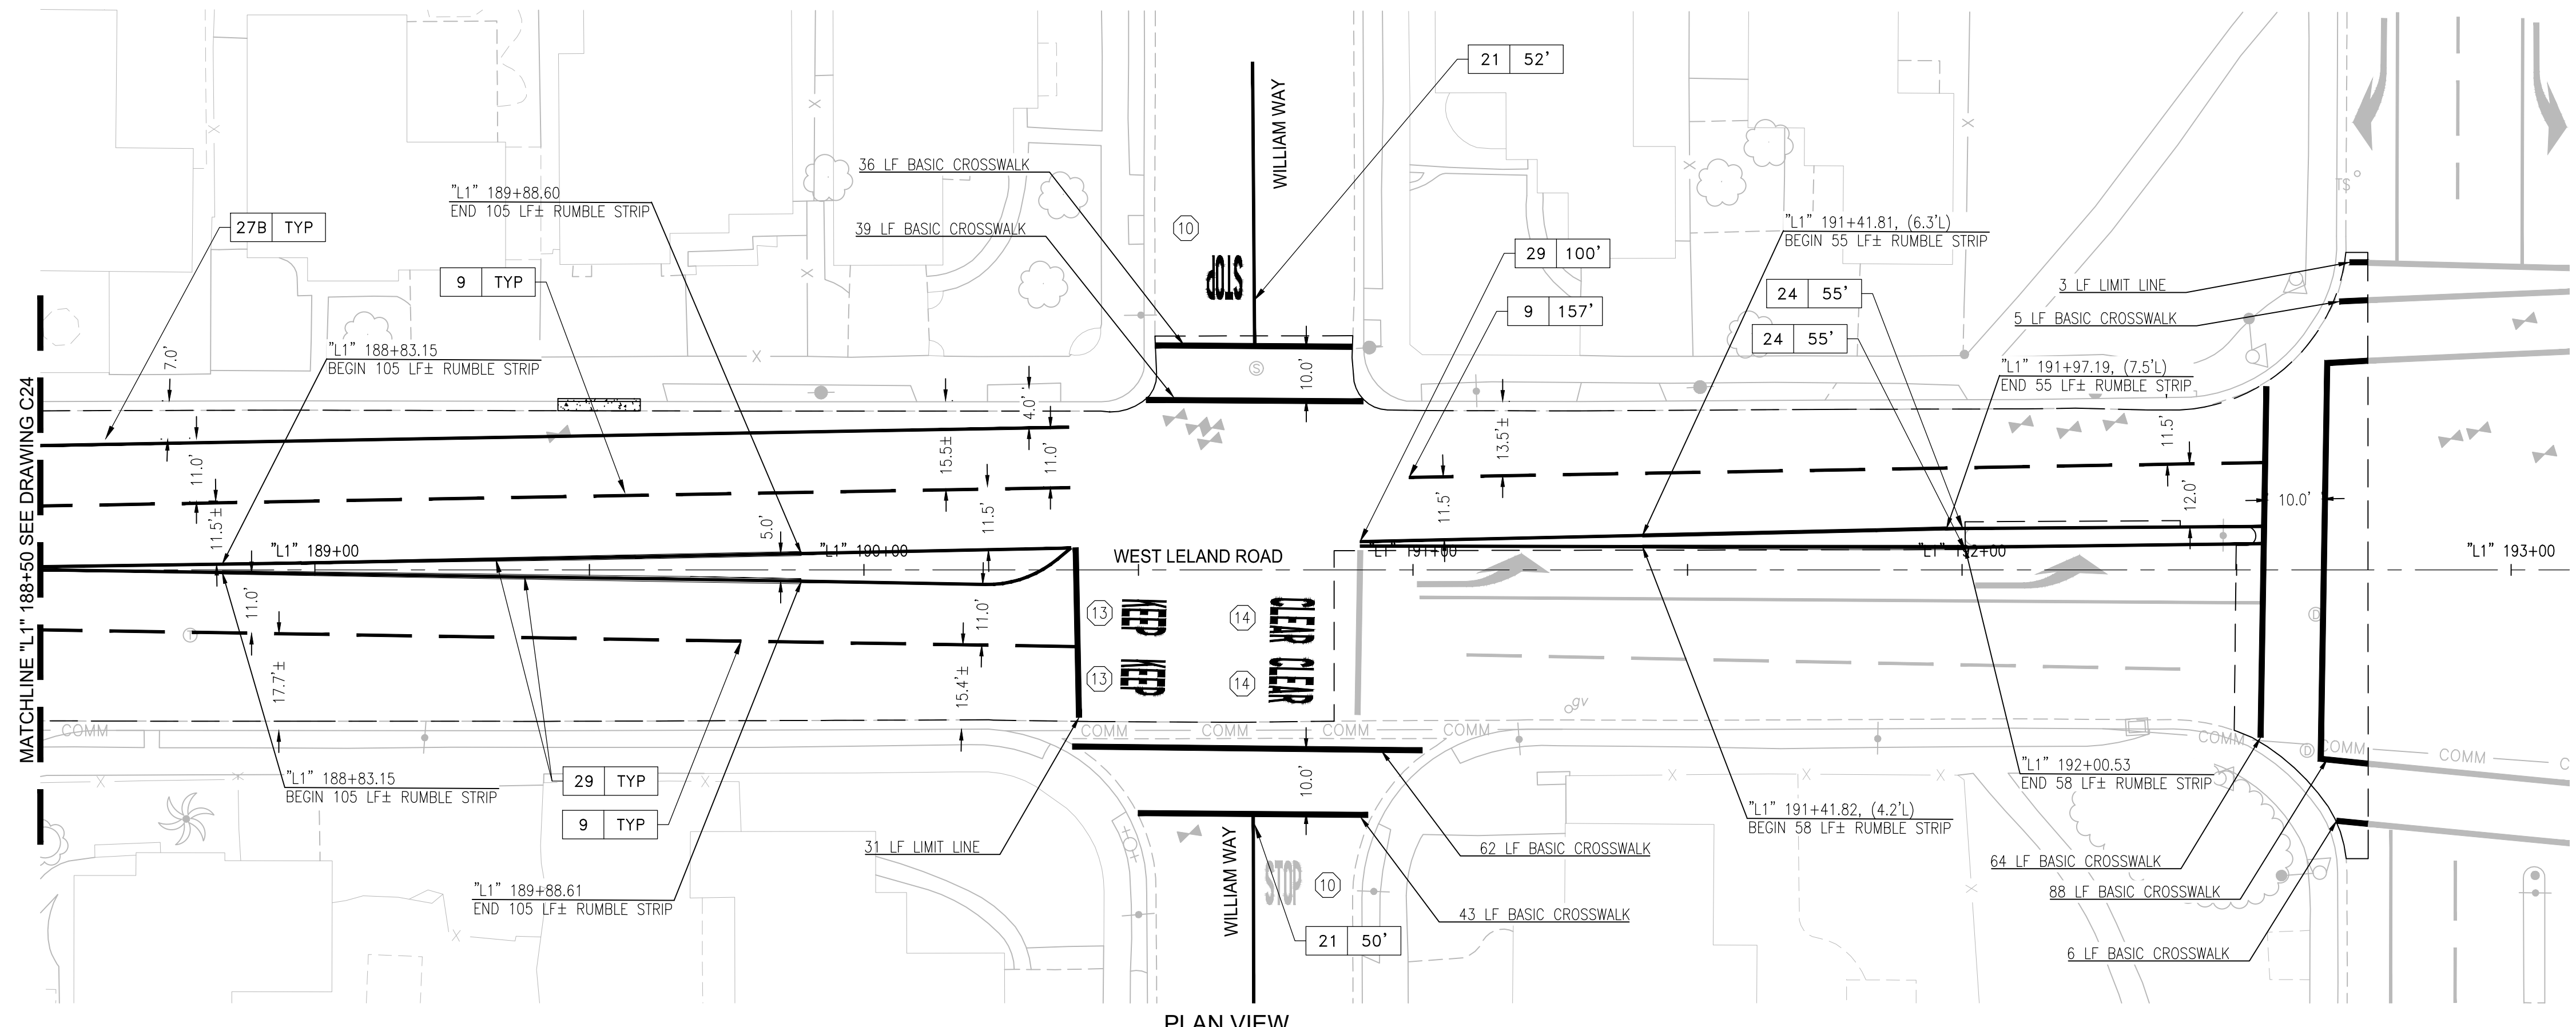 21 52'
WILLIAM WAY
TS
36 LF BASIC CROSSWALK
"L1" 189+88.60
END 105 LF± RUMBLE STRIP
27B TYP
39 LF BASIC CROSSWALK
10
STOP
"L1" 191+41.81, (6.3'L)
BEGIN 55 LF± RUMBLE STRIP
29 100'
9 TYP
24 55'
3 LF LIMIT LINE
9 157'
5 LF BASIC CROSSWALK
24 55'
"L1" 188+83.15
BEGIN 105 LF± RUMBLE STRIP
7.0'
S
10.0'
"L1" 191+97.19, (7.5'L)
END 55 LF± RUMBLE STRIP
4.0'
MATCHLINE "L1" 188+50 SEE DRAWING C24
11.0'
15.5±
11.0'
13.5'±
11.5'
11.5'±
11.5'
5.0'
11.5'
12.0'
10.0'
"L1" 189+00
"L1" 190+00
WEST LELAND ROAD
"L1" 191+00
"L1" 192+00
"L1" 193+00
11.0'
11.0'
13
KEEP
14
CLEAR
D
T
17.7'±
15.4'±
13
KEEP
14
CLEAR
gv
COMM
COMM
COMM
COMM
COMM
COMM
COMM
COMM
D
C
10.0'
"L1" 188+83.15
BEGIN 105 LF± RUMBLE STRIP
29 TYP
"L1" 192+00.53
END 58 LF± RUMBLE STRIP
9 TYP
"L1" 191+41.82, (4.2'L)
BEGIN 58 LF± RUMBLE STRIP
31 LF LIMIT LINE
WILLIAM WAY
62 LF BASIC CROSSWALK
64 LF BASIC CROSSWALK
STOP
10
"L1" 189+88.61
END 105 LF± RUMBLE STRIP
88 LF BASIC CROSSWALK
43 LF BASIC CROSSWALK
21 50'
6 LF BASIC CROSSWALK
PLAN VIEW